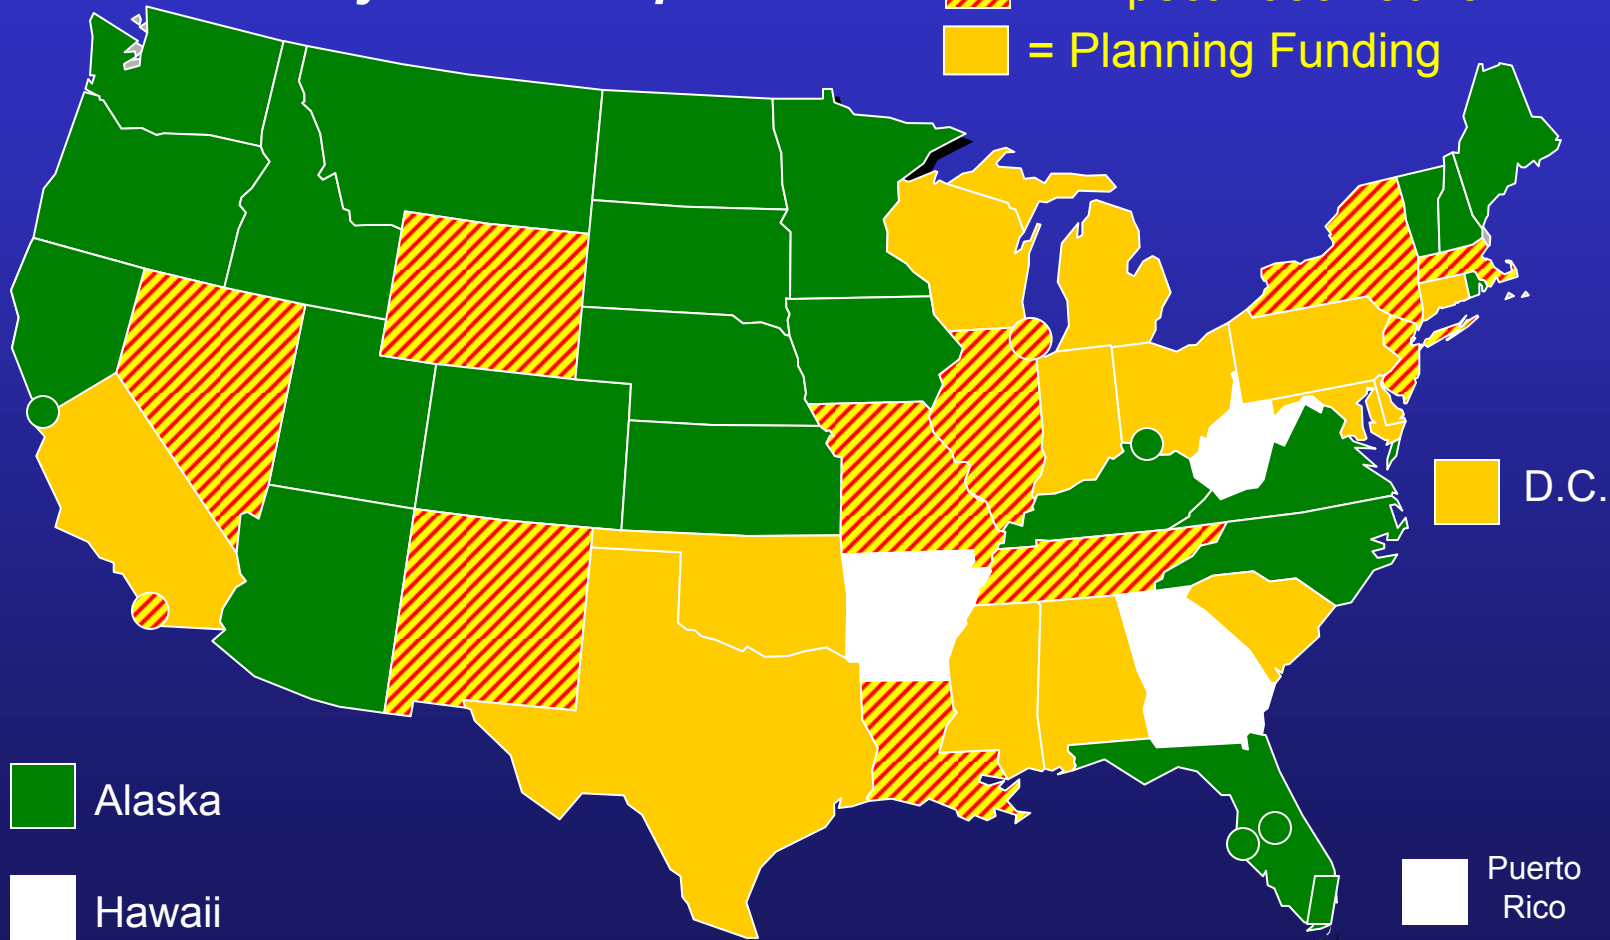 = Planning Funding
D.C.
Alaska
Hawaii
Puerto
Rico